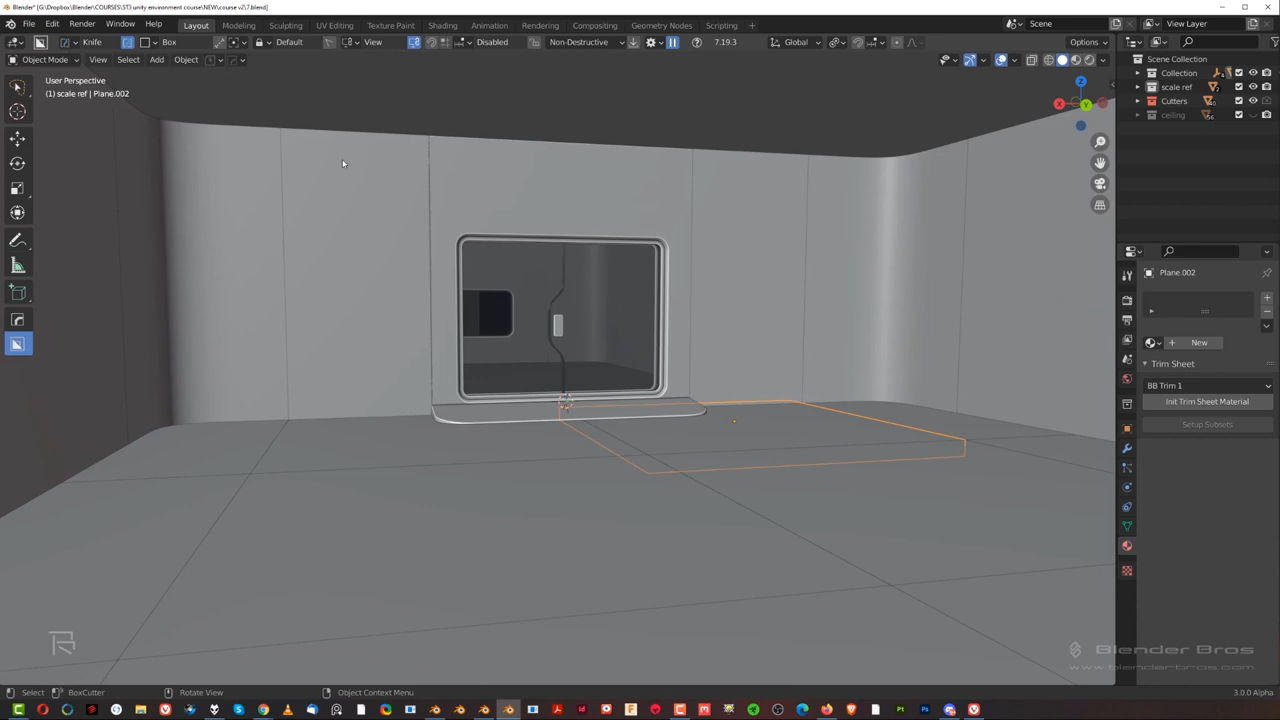 Blender* [G:\Dropbox\Blender\COURSES\ST3 unity environment course\NEW\course v2\7.blend]
File Edit Render Window Help Layout Modeling Sculpting UV Editing Texture Paint Shading Animation Rendering Compositing Geometry Nodes Scripting + Scene View Layer
Knife Box Default View Disabled Non-Destructive 7.19.3 Global Options
Object Mode View Select Add Object
User Perspective
(1) scale ref | Plane.002
Z
X
Y
Scene Collection
Collection
scale ref
Cutters
ceiling
Plane.002
New
Trim Sheet
BB Trim 1
Init Trim Sheet Material
Setup Subsets
Blender Bros
www.blenderbros.com
Select BoxCutter Rotate View Object Context Menu 3.0.0 Alpha